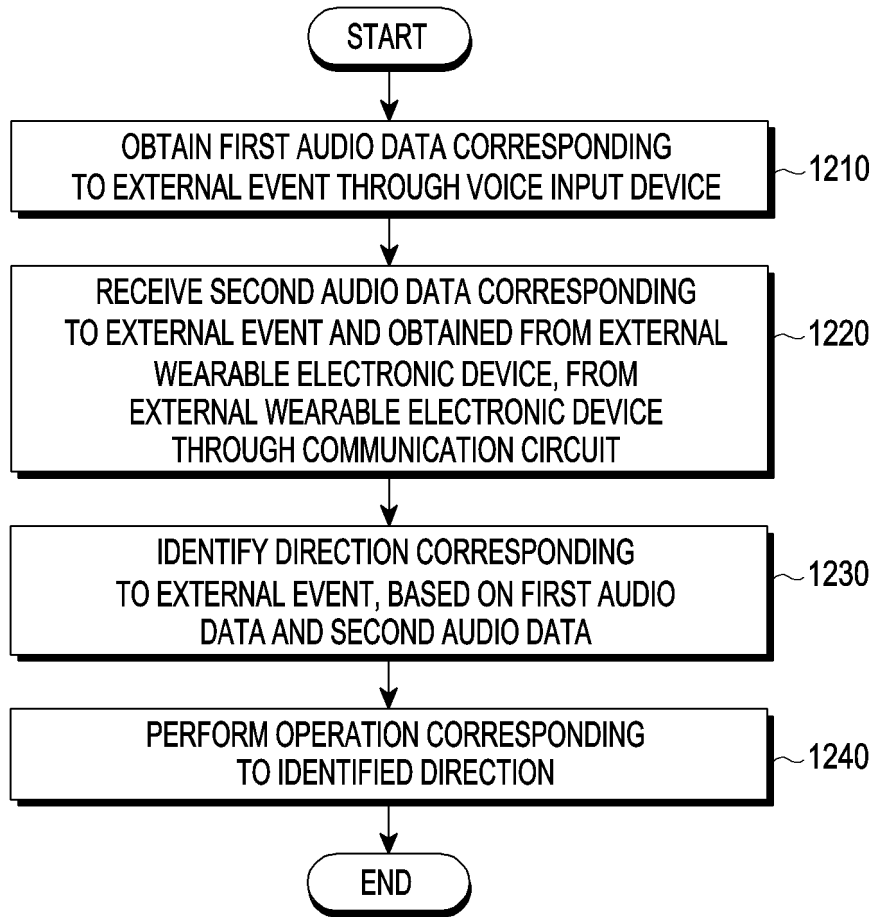 START
OBTAIN FIRST AUDIO DATA CORRESPONDING
TO EXTERNAL EVENT THROUGH VOICE INPUT DEVICE
1210
RECEIVE SECOND AUDIO DATA CORRESPONDING
TO EXTERNAL EVENT AND OBTAINED FROM EXTERNAL
WEARABLE ELECTRONIC DEVICE, FROM
EXTERNAL WEARABLE ELECTRONIC DEVICE
THROUGH COMMUNICATION CIRCUIT
1220
IDENTIFY DIRECTION CORRESPONDING
TO EXTERNAL EVENT, BASED ON FIRST AUDIO
DATA AND SECOND AUDIO DATA
1230
PERFORM OPERATION CORRESPONDING
TO IDENTIFIED DIRECTION
1240
END